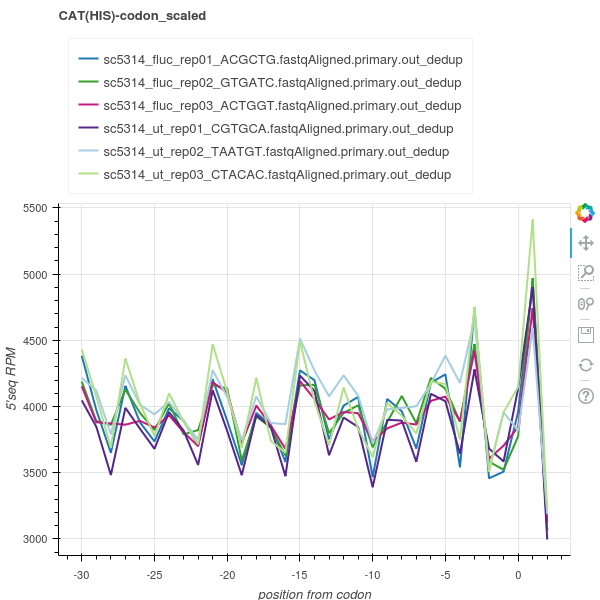 CAT(HIS)-codon_scaled
sc5314_fluc_rep01_ACGCTG.fastqAligned.primary.out_dedup
sc5314_fluc_rep02_GTGATC.fastqAligned.primary.out_dedup
sc5314_fluc_rep03_ACTGGT.fastqAligned.primary.out_dedup
sc5314_ut_rep01_CGTGCA.fastqAligned.primary.out_dedup
sc5314_ut_rep02_TAATGT.fastqAligned.primary.out_dedup
sc5314_ut_rep03_CTACAC.fastqAligned.primary.out_dedup
5500
5000
4500
4000
3500
3000
5'seq RPM
-30 -25 -20 -15 -10 -5 0
position from codon